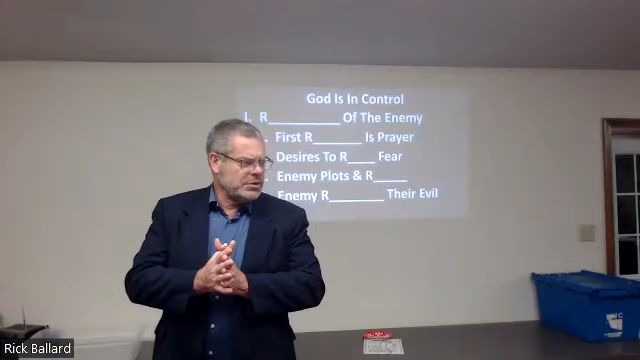 God Is In Control
I. R__________ Of The Enemy
. First R_______ Is Prayer
Desires To R____ Fear
. Enemy Plots & R_____
Enemy R________ Their Evil
Rick Ballard